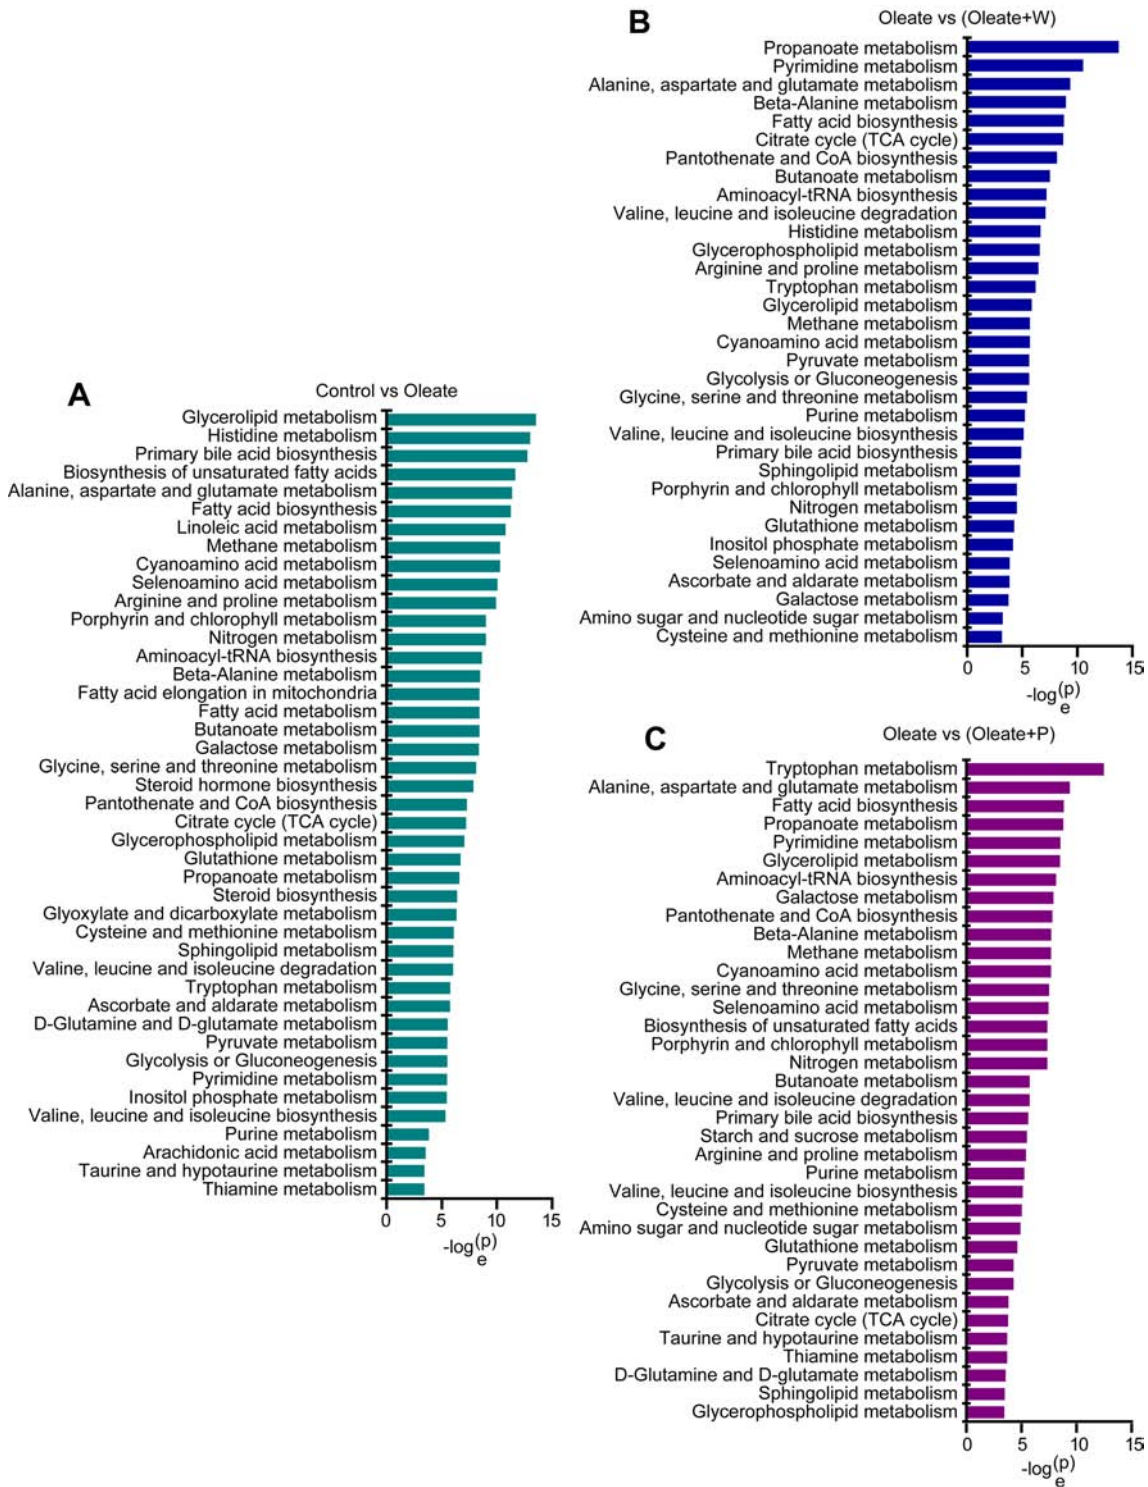 A
Control vs Oleate
Glycerolipid metabolism
Histidine metabolism
Primary bile acid biosynthesis
Biosynthesis of unsaturated fatty acids
Alanine, aspartate and glutamate metabolism
Fatty acid biosynthesis
Linoleic acid metabolism
Methane metabolism
Cyanoamino acid metabolism
Selenoamino acid metabolism
Arginine and proline metabolism
Porphyrin and chlorophyll metabolism
Nitrogen metabolism
Aminoacyl-tRNA biosynthesis
Beta-Alanine metabolism
Fatty acid elongation in mitochondria
Fatty acid metabolism
Butanoate metabolism
Galactose metabolism
Glycine, serine and threonine metabolism
Steroid hormone biosynthesis
Pantothenate and CoA biosynthesis
Citrate cycle (TCA cycle)
Glycerophospholipid metabolism
Glutathione metabolism
Propanoate metabolism
Steroid biosynthesis
Glyoxylate and dicarboxylate metabolism
Cysteine and methionine metabolism
Sphingolipid metabolism
Valine, leucine and isoleucine degradation
Tryptophan metabolism
Ascorbate and aldarate metabolism
D-Glutamine and D-glutamate metabolism
Pyruvate metabolism
Glycolysis or Gluconeogenesis
Pyrimidine metabolism
Inositol phosphate metabolism
Valine, leucine and isoleucine biosynthesis
Purine metabolism
Arachidonic acid metabolism
Taurine and hypotaurine metabolism
Thiamine metabolism
0 5 10 15
-log e (p)
B
Oleate vs (Oleate+W)
Propanoate metabolism
Pyrimidine metabolism
Alanine, aspartate and glutamate metabolism
Beta-Alanine metabolism
Fatty acid biosynthesis
Citrate cycle (TCA cycle)
Pantothenate and CoA biosynthesis
Butanoate metabolism
Aminoacyl-tRNA biosynthesis
Valine, leucine and isoleucine degradation
Histidine metabolism
Glycerophospholipid metabolism
Arginine and proline metabolism
Tryptophan metabolism
Glycerolipid metabolism
Methane metabolism
Cyanoamino acid metabolism
Pyruvate metabolism
Glycolysis or Gluconeogenesis
Glycine, serine and threonine metabolism
Purine metabolism
Valine, leucine and isoleucine biosynthesis
Primary bile acid biosynthesis
Sphingolipid metabolism
Porphyrin and chlorophyll metabolism
Nitrogen metabolism
Glutathione metabolism
Inositol phosphate metabolism
Selenoamino acid metabolism
Ascorbate and aldarate metabolism
Galactose metabolism
Amino sugar and nucleotide sugar metabolism
Cysteine and methionine metabolism
0 5 10 15
-log e (p)
C
Oleate vs (Oleate+P)
Tryptophan metabolism
Alanine, aspartate and glutamate metabolism
Fatty acid biosynthesis
Propanoate metabolism
Pyrimidine metabolism
Glycerolipid metabolism
Aminoacyl-tRNA biosynthesis
Galactose metabolism
Pantothenate and CoA biosynthesis
Beta-Alanine metabolism
Methane metabolism
Cyanoamino acid metabolism
Glycine, serine and threonine metabolism
Selenoamino acid metabolism
Biosynthesis of unsaturated fatty acids
Porphyrin and chlorophyll metabolism
Nitrogen metabolism
Butanoate metabolism
Valine, leucine and isoleucine degradation
Primary bile acid biosynthesis
Starch and sucrose metabolism
Arginine and proline metabolism
Purine metabolism
Valine, leucine and isoleucine biosynthesis
Cysteine and methionine metabolism
Amino sugar and nucleotide sugar metabolism
Glutathione metabolism
Pyruvate metabolism
Glycolysis or Gluconeogenesis
Ascorbate and aldarate metabolism
Citrate cycle (TCA cycle)
Taurine and hypotaurine metabolism
Thiamine metabolism
D-Glutamine and D-glutamate metabolism
Sphingolipid metabolism
Glycerophospholipid metabolism
0 5 10 15
-log e (p)